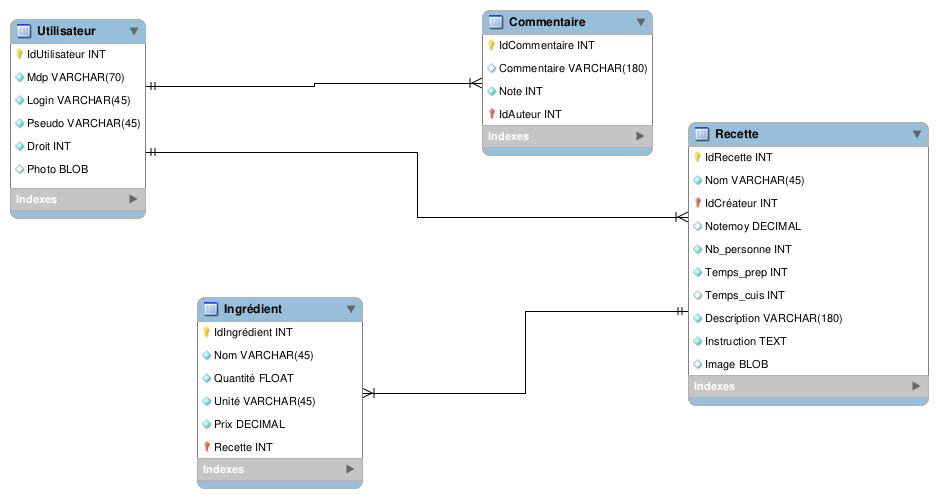 Utilisateur
IdUtilisateur INT
Mdp VARCHAR(70)
Login VARCHAR(45)
Pseudo VARCHAR(45)
Droit INT
Photo BLOB
Indexes
Commentaire
IdCommentaire INT
Commentaire VARCHAR(180)
Note INT
IdAuteur INT
Indexes
Recette
IdRecette INT
Nom VARCHAR(45)
IdCréateur INT
Notemoy DECIMAL
Nb_personne INT
Temps_prep INT
Temps_cuis INT
Description VARCHAR(180)
Instruction TEXT
Image BLOB
Indexes
Ingrédient
IdIngrédient INT
Nom VARCHAR(45)
Quantité FLOAT
Unité VARCHAR(45)
Prix DECIMAL
Recette INT
Indexes